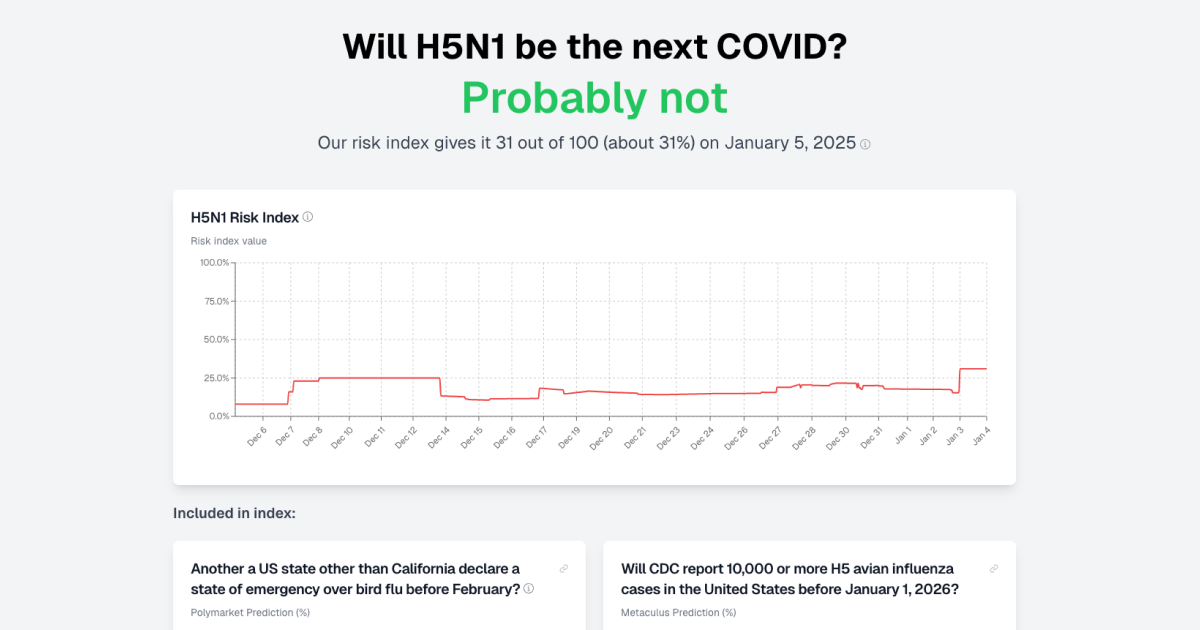 Will H5N1 be the next COVID?
Probably not
Our risk index gives it 31 out of 100 (about 31%) on January 5, 2025 ⓘ
H5N1 Risk Index ⓘ
Risk index value
100.0%
75.0%
50.0%
25.0%
0.0%
Dec 6
Dec 7
Dec 8
Dec 10
Dec 11
Dec 12
Dec 14
Dec 15
Dec 16
Dec 17
Dec 19
Dec 20
Dec 21
Dec 23
Dec 24
Dec 26
Dec 27
Dec 28
Dec 30
Dec 31
Jan 1
Jan 2
Jan 3
Jan 4
Included in index:
Another a US state other than California declare a
state of emergency over bird flu before February? ⓘ
Polymarket Prediction (%)
Will CDC report 10,000 or more H5 avian influenza
cases in the United States before January 1, 2026?
Metaculus Prediction (%)